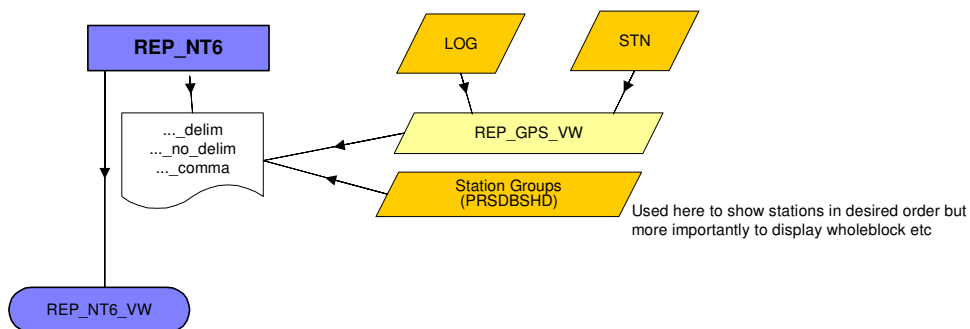 REP_NT6
LOG
STN
..._delim
..._no_delim
..._comma
REP_GPS_VW
Station Groups
(PRSDBSHD)
Used here to show stations in desired order but
more importantly to display wholeblock etc
REP_NT6_VW